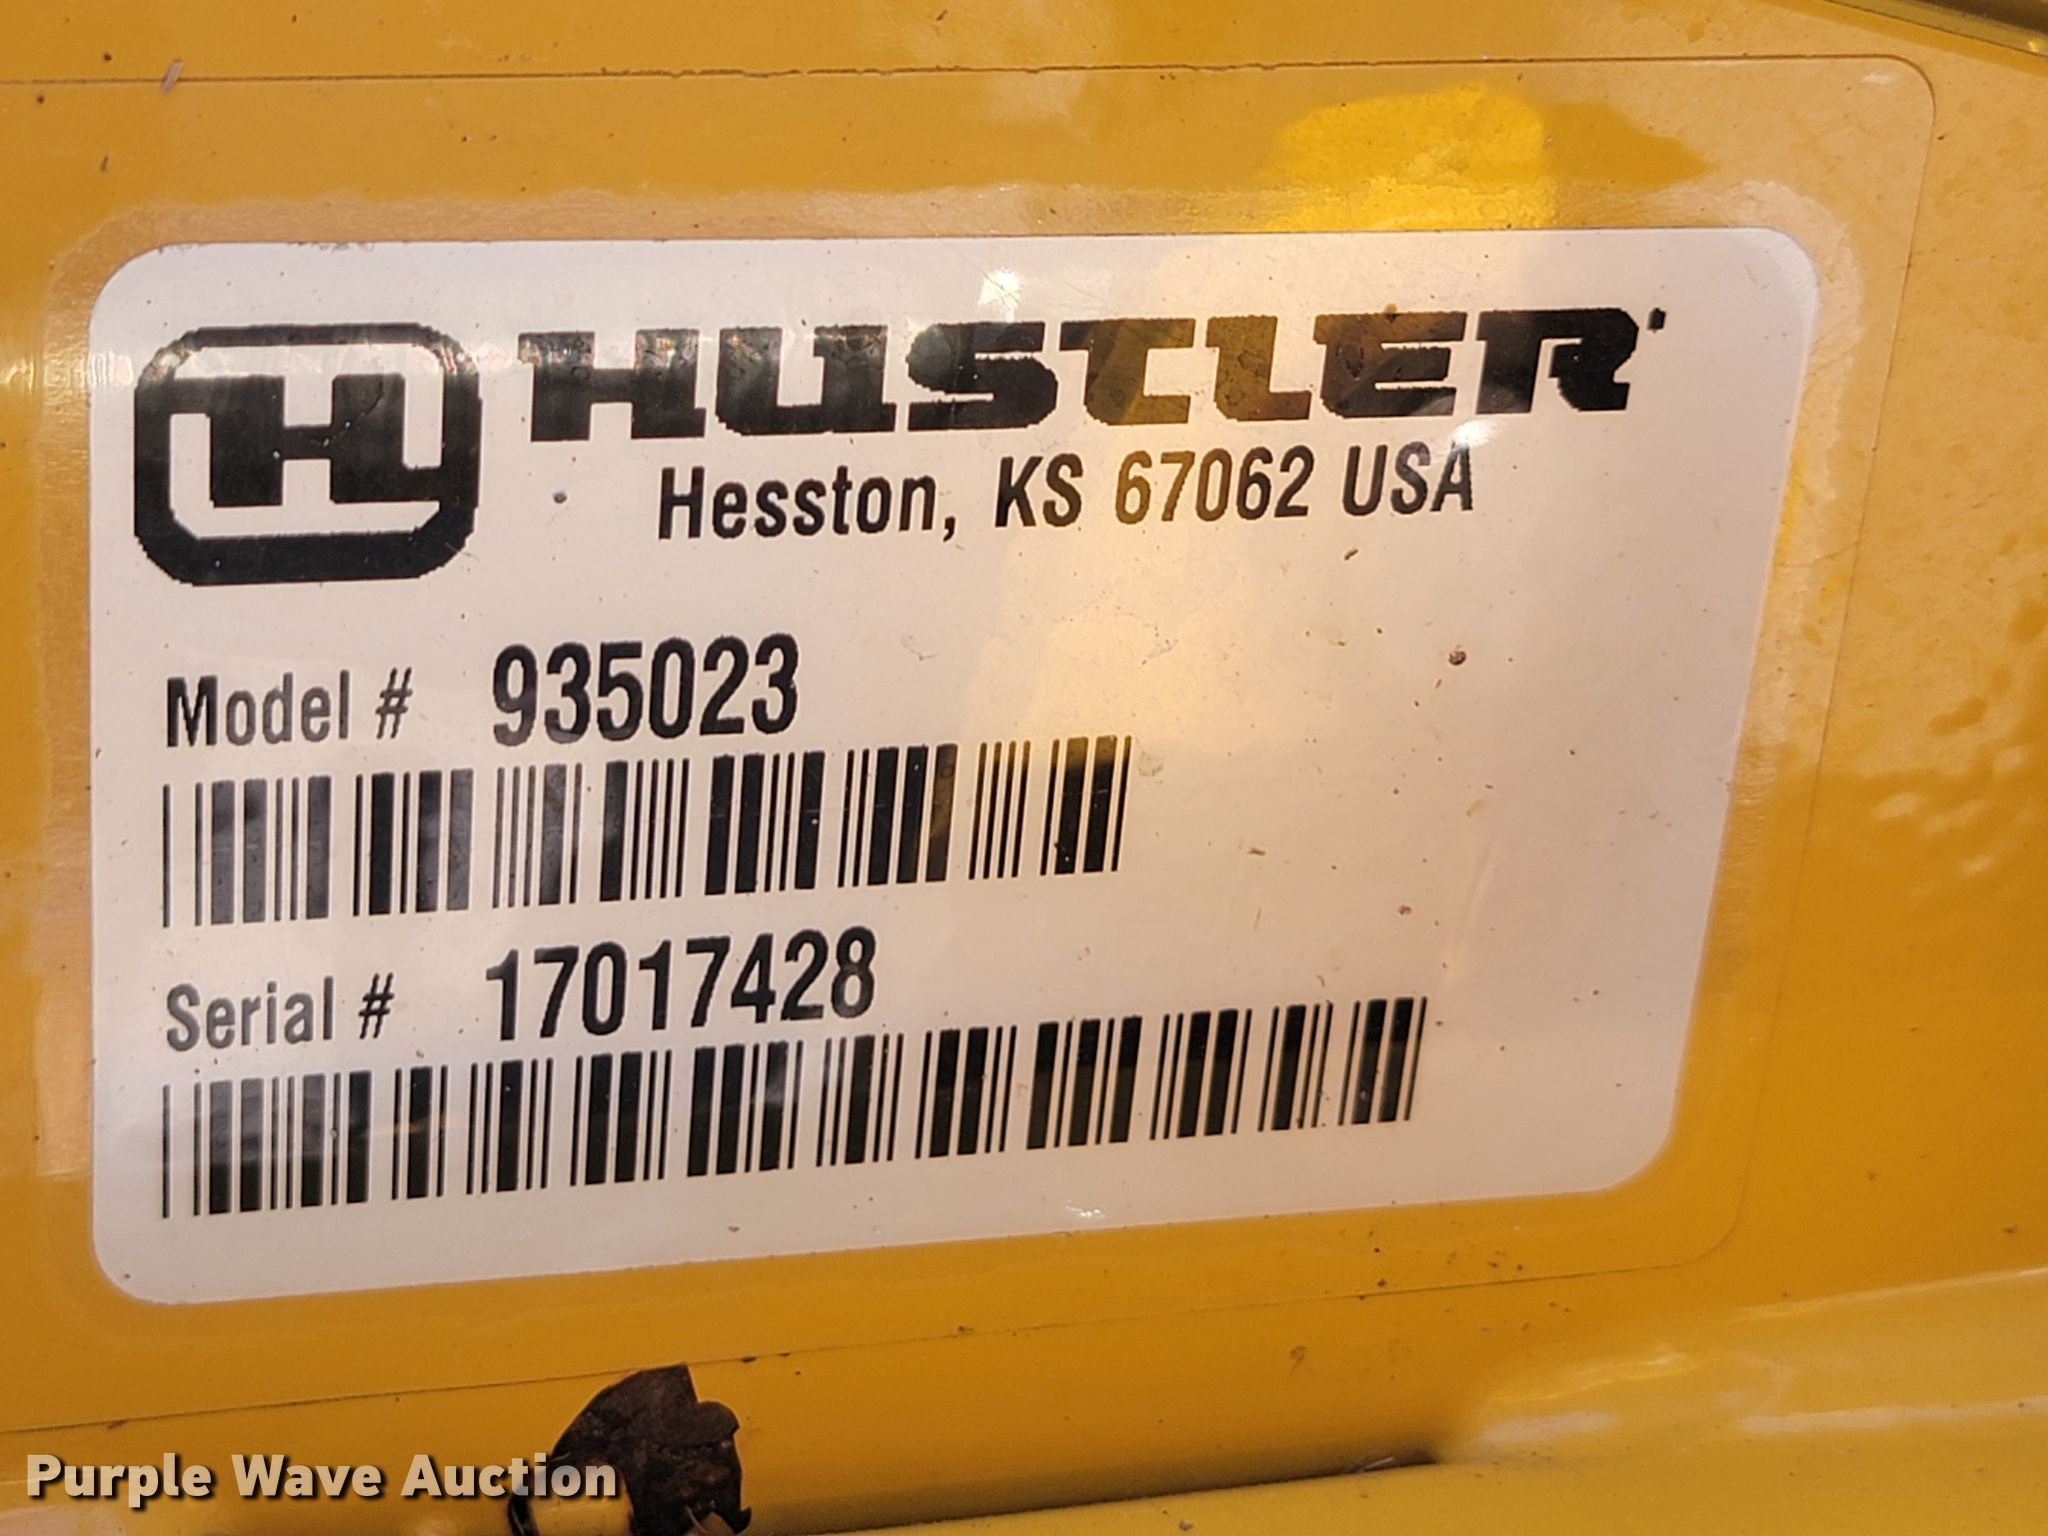 HUSTLER
Hesston, KS 67062 USA
Model # 935023
Serial # 17017428
Purple Wave Auction